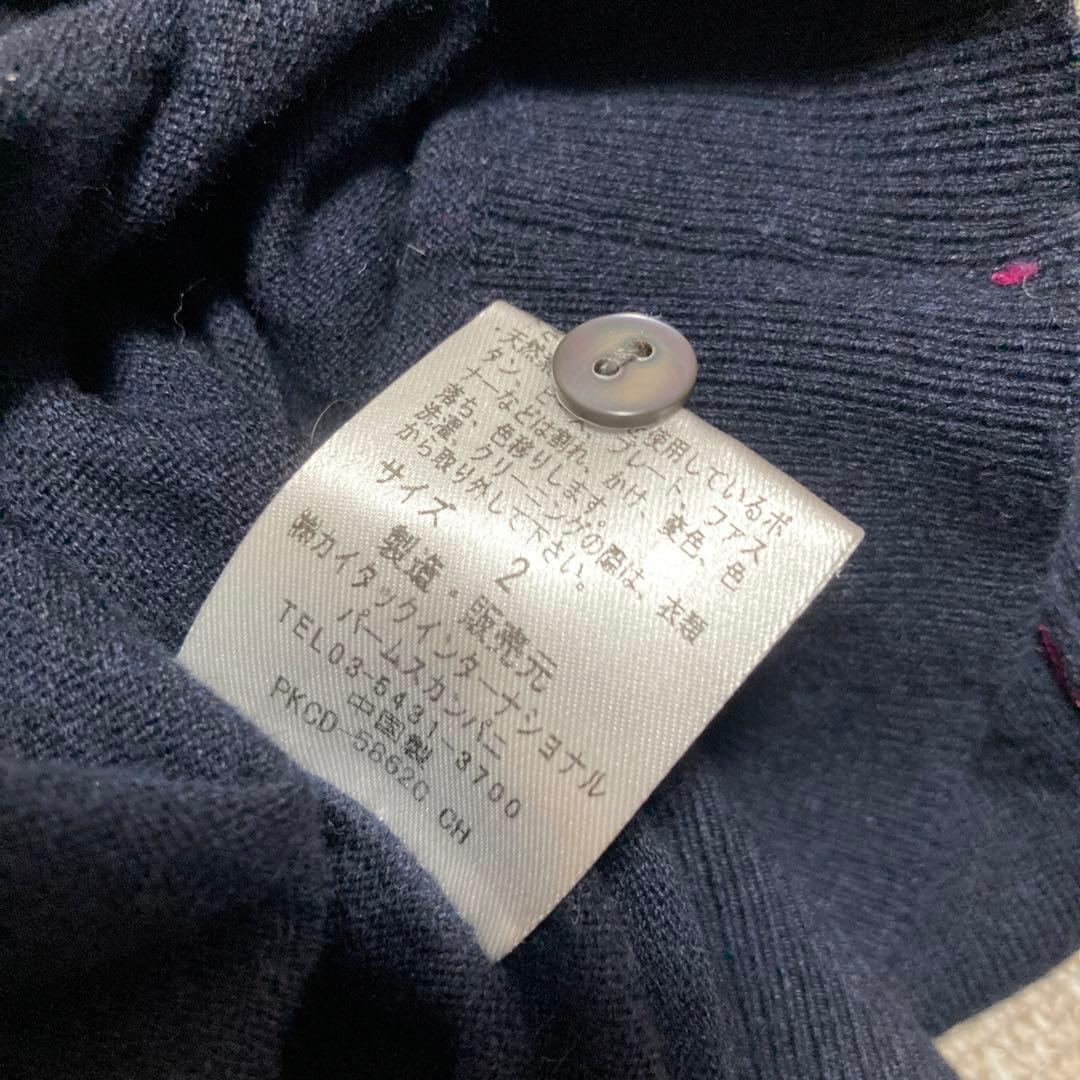 ・天然 を使用しているボ
タン、ビ プレート、ファス
ナーなどは割れ、かけ、変色、色
落ち、色移りします。
洗濯、クリーニングの際は、衣類
から取り外して下さい。
サイズ 2
製造・販売元
㈱カイタックインターナショナル
パームスカンパニー
TEL03-5431-3700
中国製
PKCD-5662C CH